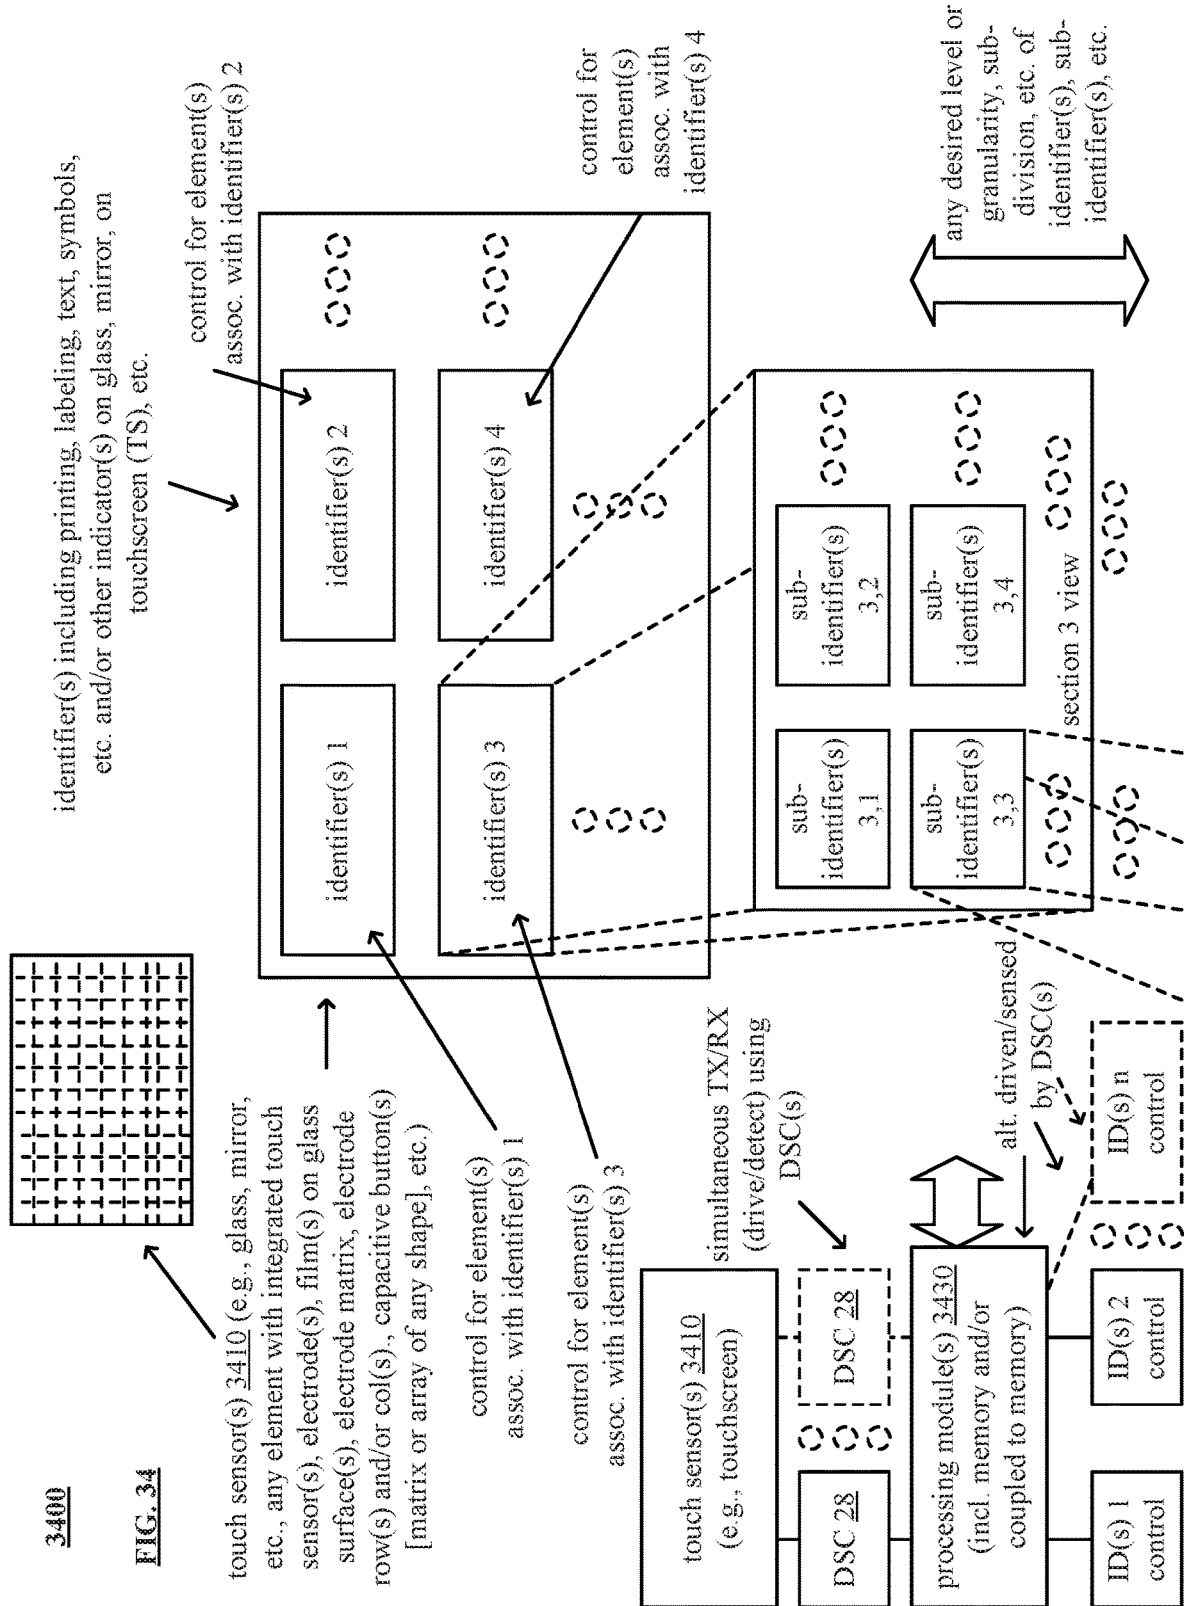 3400
FIG. 34
touch sensor(s) 3410 (e.g., glass, mirror,
etc., any element with integrated touch
sensor(s), electrode(s), film(s) on glass
surface(s), electrode matrix, electrode
row(s) and/or col(s)., capacitive button(s)
[matrix or array of any shape], etc.)
identifier(s) including printing, labeling, text, symbols,
etc. and/or other indicator(s) on glass, mirror, on
touchscreen (TS), etc.
control for element(s)
assoc. with identifier(s) 2
identifier(s) 1
identifier(s) 2
identifier(s) 3
identifier(s) 4
control for
element(s)
assoc. with
identifier(s) 4
control for element(s)
assoc. with identifier(s) 1
control for element(s)
assoc. with identifier(s) 3
touch sensor(s) 3410
(e.g., touchscreen)
simultaneous TX/RX
(drive/detect) using
DSC(s)
DSC 28
DSC 28
processing module(s) 3430
(incl. memory and/or
coupled to memory)
alt. driven/sensed
by DSC(s)
ID(s) 1
control
ID(s) 2
control
ID(s) n
control
sub-
identifier(s)
3,1
sub-
identifier(s)
3,2
sub-
identifier(s)
3,3
sub-
identifier(s)
3,4
section 3 view
any desired level or
granularity, sub-
division, etc. of
identifier(s), sub-
identifier(s), etc.